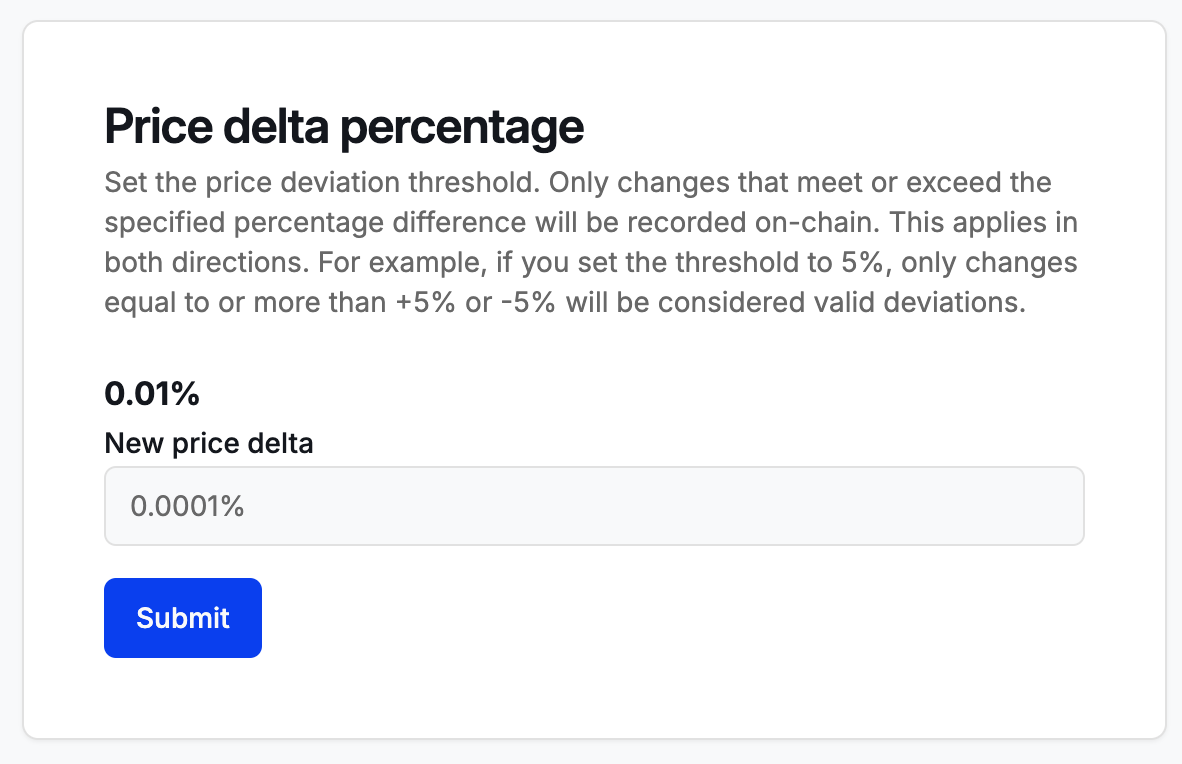 Price delta percentage
Set the price deviation threshold. Only changes that meet or exceed the
specified percentage difference will be recorded on-chain. This applies in
both directions. For example, if you set the threshold to 5%, only changes
equal to or more than +5% or -5% will be considered valid deviations.
0.01%
New price delta
0.0001%
Submit